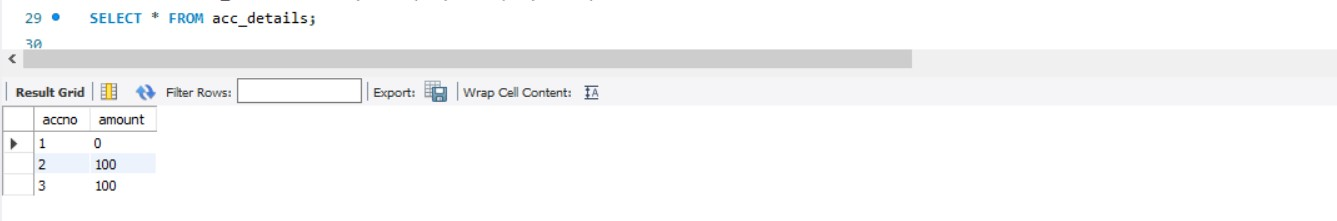 29 SELECT * FROM acc_details;
30
Result Grid Filter Rows: Export: Wrap Cell Content: IA
accno amount
1 0
2 100
3 100